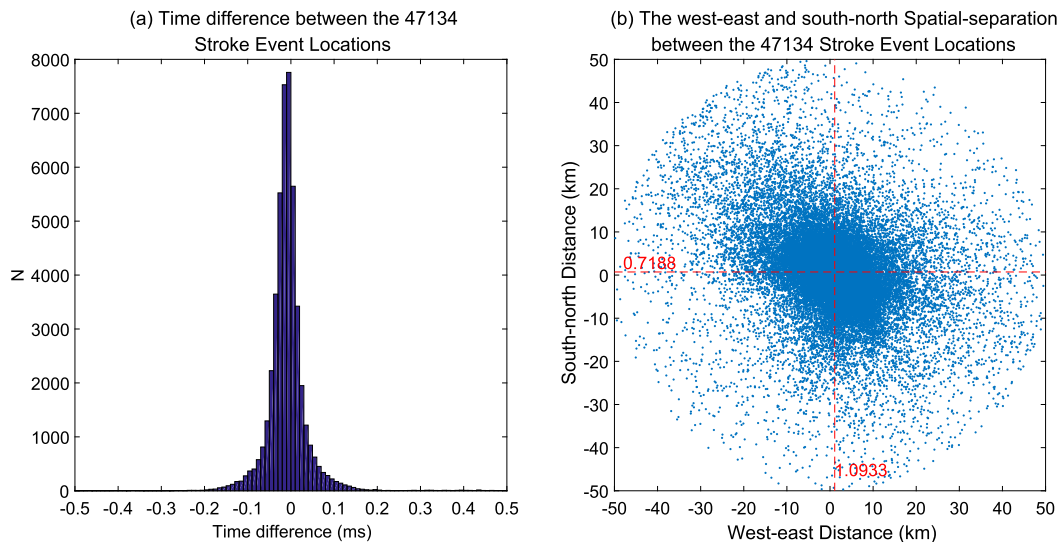 (a) Time difference between the 47134
Stroke Event Locations
8000
7000
6000
5000
4000
3000
2000
1000
0
N
-0.5 -0.4 -0.3 -0.2 -0.1 0 0.1 0.2 0.3 0.4 0.5
Time difference (ms)
(b) The west-east and south-north Spatial-separation
between the 47134 Stroke Event Locations
50
40
30
20
10
0
-10
-20
-30
-40
-50
South-north Distance (km)
0.7188
1.0933
-50 -40 -30 -20 -10 0 10 20 30 40 50
West-east Distance (km)